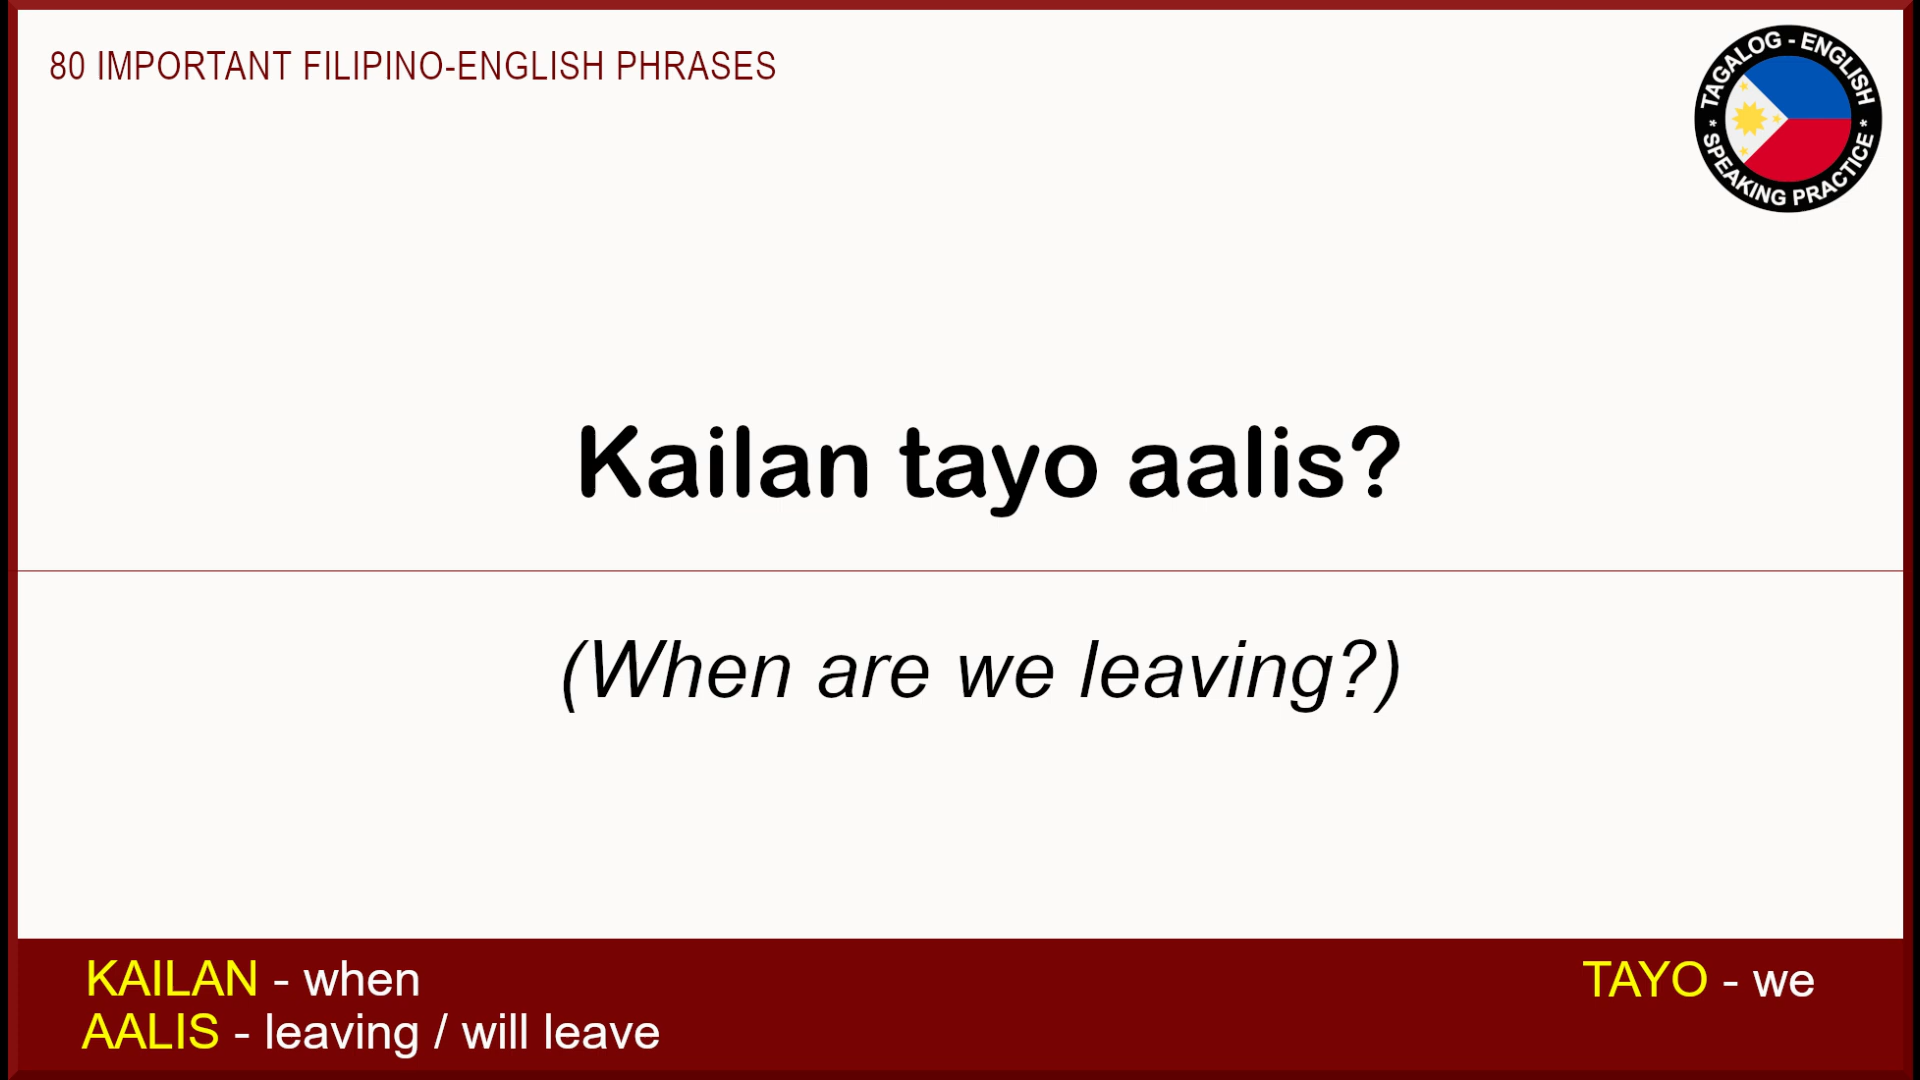 80 IMPORTANT FILIPINO-ENGLISH PHRASES
TAGALOG - ENGLISH
* SPEAKING PRACTICE *
Kailan tayo aalis?
(When are we leaving?)
KAILAN - when
TAYO - we
AALIS - leaving / will leave